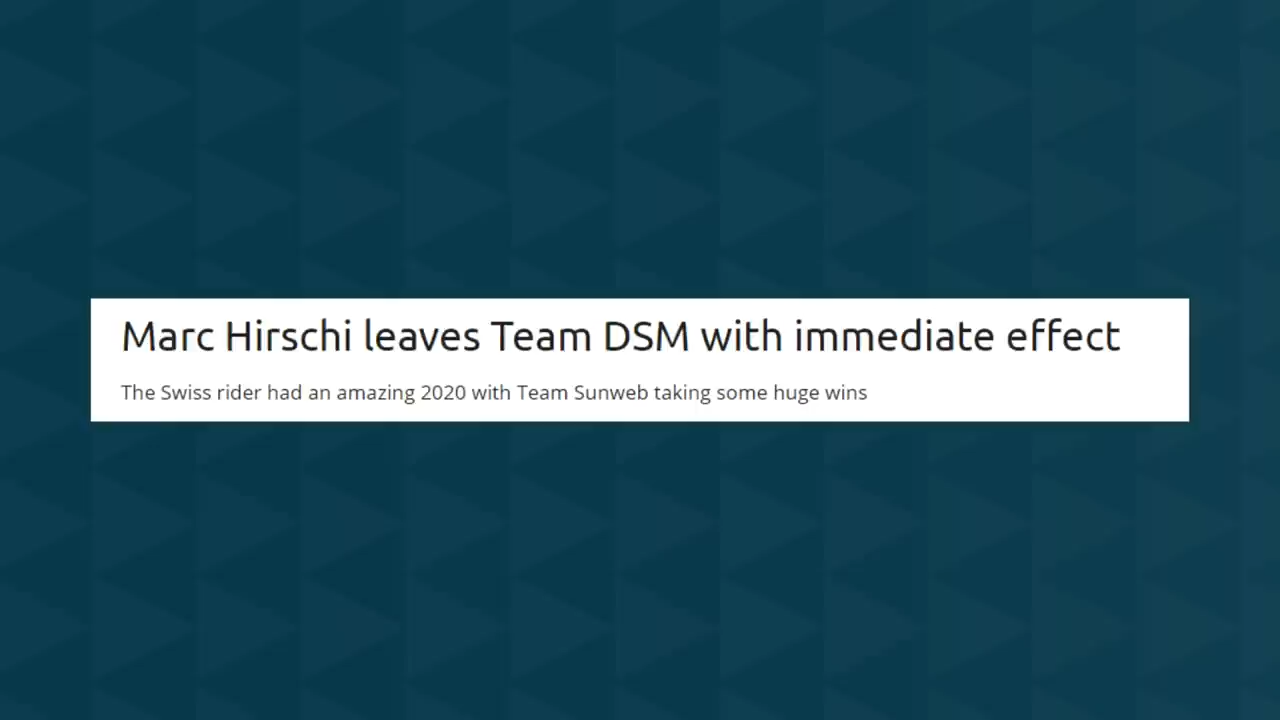 Marc Hirschi leaves Team DSM with immediate effect
The Swiss rider had an amazing 2020 with Team Sunweb taking some huge wins